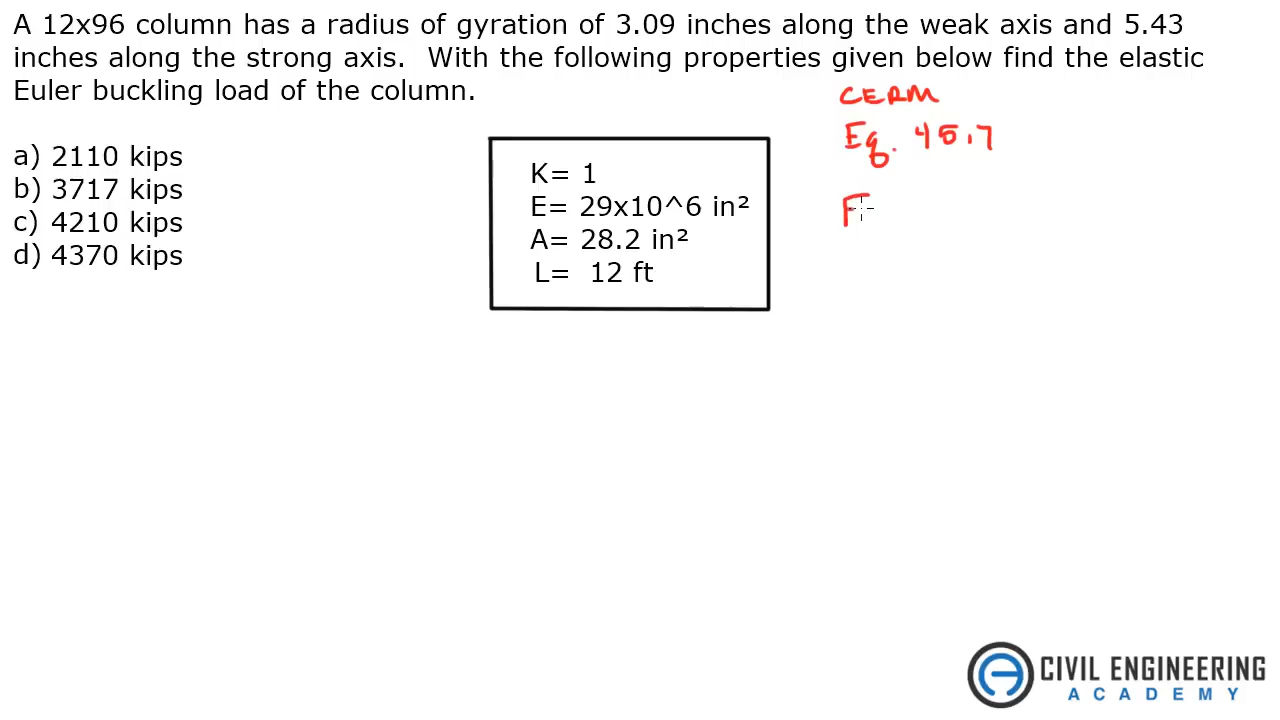 A 12x96 column has a radius of gyration of 3.09 inches along the weak axis and 5.43
inches along the strong axis.  With the following properties given below find the elastic
Euler buckling load of the column.
CERM
Eq. 45.7
F
a) 2110 kips
b) 3717 kips
c) 4210 kips
d) 4370 kips
K= 1
E= 29x10^6 in²
A= 28.2 in²
L=  12 ft
CIVIL ENGINEERING
ACADEMY